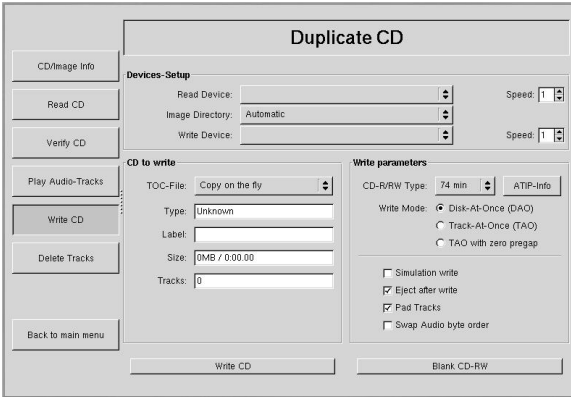 Duplicate CD
CD/Image Info
Read CD
Verify CD
Play Audio-Tracks
Write CD
Delete Tracks
Back to main menu
Devices-Setup
Read Device: Speed: 1
Image Directory: Automatic
Write Device: Speed: 1
CD to write
TOC-File: Copy on the fly
Type: Unknown
Label:
Size: 0MB / 0:00.00
Tracks: 0
Write parameters
CD-R/RW Type: 74 min ATIP-Info
Write Mode: Disk-At-Once (DAO)
Track-At-Once (TAO)
TAO with zero pregap
Simulation write
Eject after write
Pad Tracks
Swap Audio byte order
Write CD
Blank CD-RW